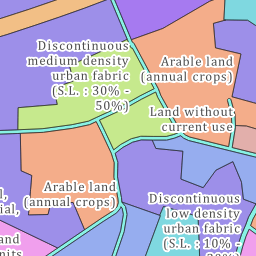 Discontinuous
medium density
urban fabric
(S.L. : 30% -
50%)
Arable land
(annual crops)
Land without
current use
Arable land
(annual crops)
Discontinuous
low density
urban fabric
(S.L. : 10% -